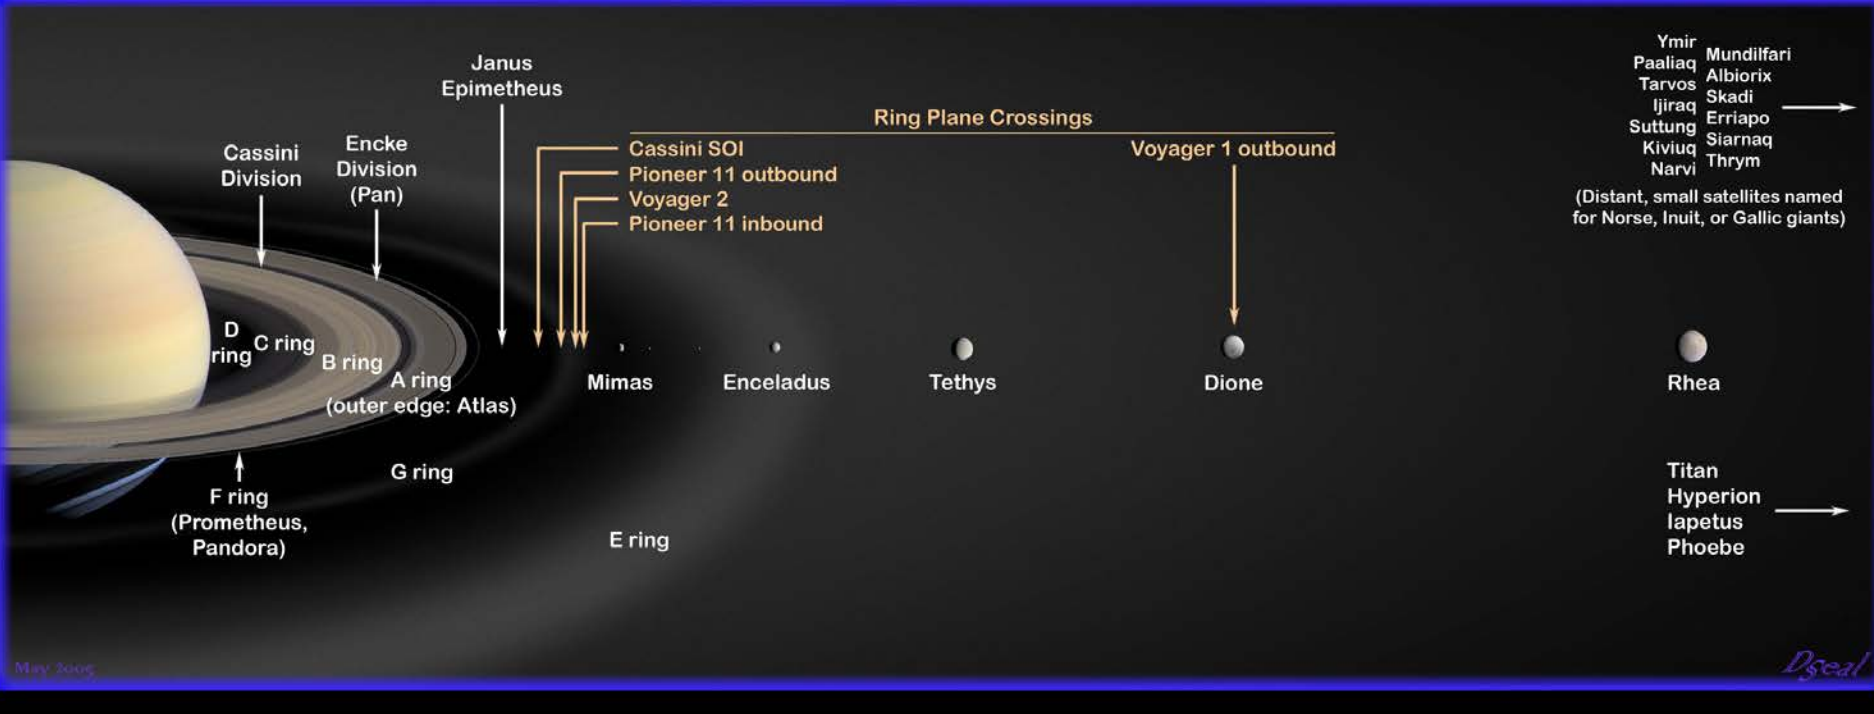 Janus
Epimetheus
Cassini
Division
Encke
Division
(Pan)
Ring Plane Crossings
Cassini SOI
Pioneer 11 outbound
Voyager 2
Pioneer 11 inbound
Voyager 1 outbound
Ymir
Paaliaq
Tarvos
Ijiraq
Suttung
Kiviuq
Narvi
Mundilfari
Albiorix
Skadi
Erriapo
Siarnaq
Thrym
(Distant, small satellites named
for Norse, Inuit, or Gallic giants)
D
ring
C ring
B ring
A ring
(outer edge: Atlas)
Mimas
Enceladus
Tethys
Dione
Rhea
G ring
F ring
(Prometheus,
Pandora)
E ring
Titan
Hyperion
Iapetus
Phoebe
May 2005
Dseal